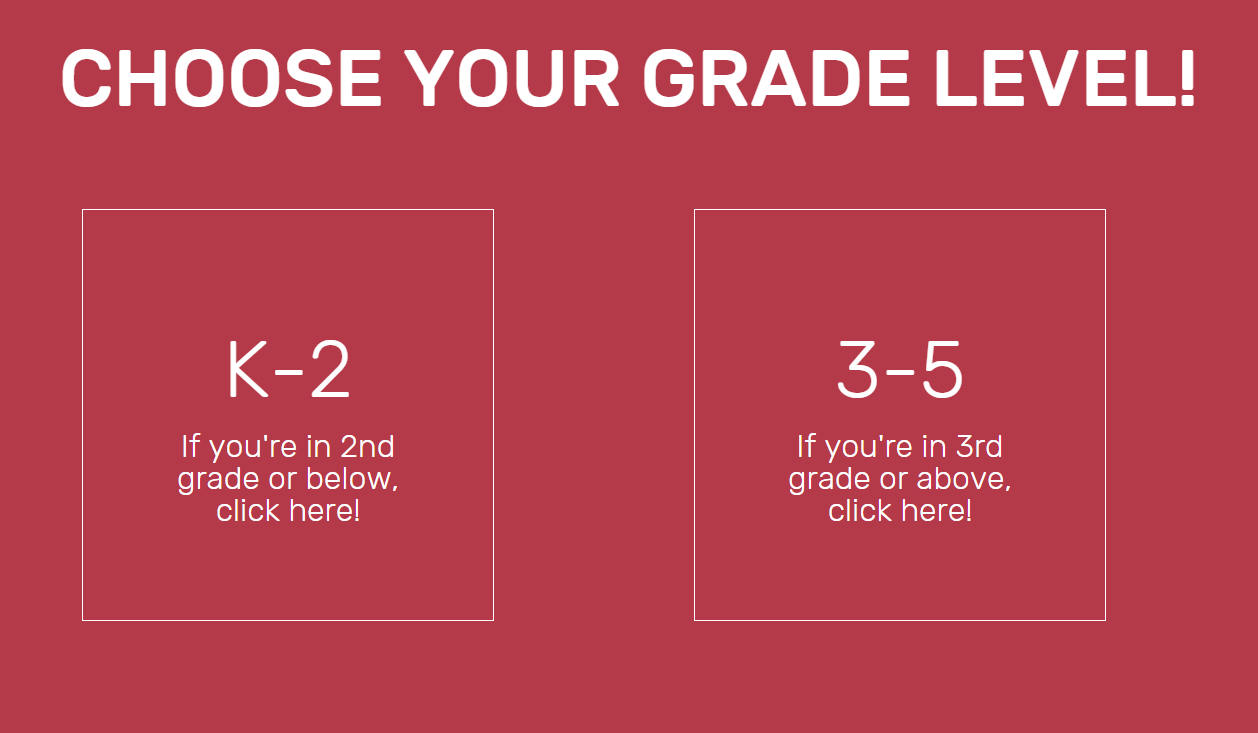 CHOOSE YOUR GRADE LEVEL!
K-2
If you're in 2nd
grade or below,
click here!
3-5
If you're in 3rd
grade or above,
click here!